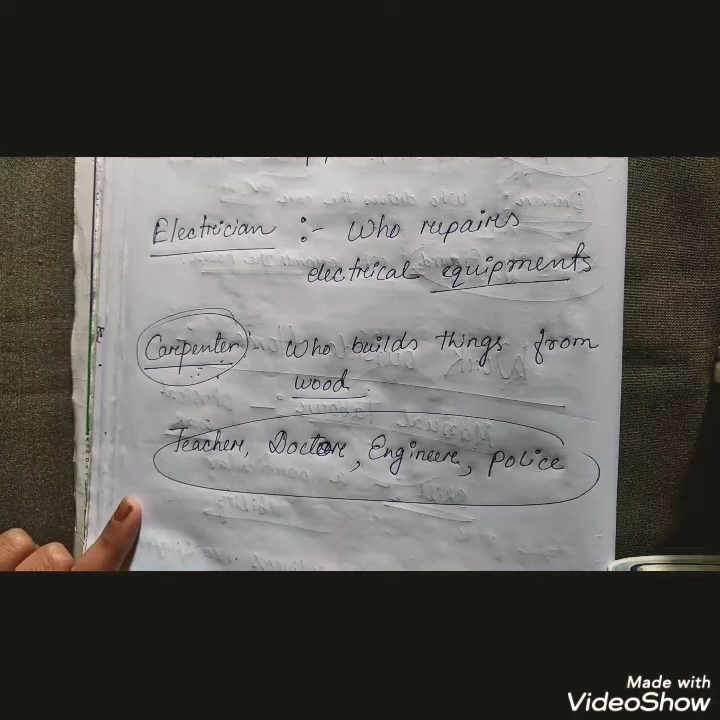 Electrician :- Who repairs
electrical equipments
Carpenter :- Who builds things from
wood
Teacher, Doctor, Engineer, Police
Made with
VideoShow